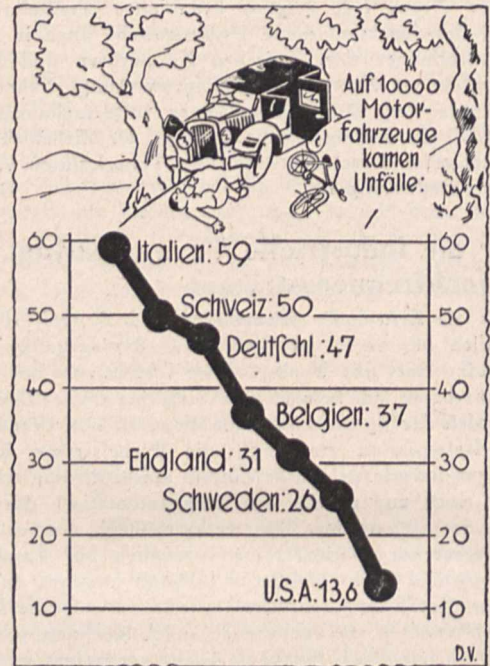 Auf 10000
Motor-
fahrzeuge
kamen
Unfälle:
60 Italien: 59 60
Schweiz: 50
50 50
Deutſchl.:47
40 40
Belgien: 37
England: 31
30 30
Schweden: 26
20 20
U.S.A: 13,6
10 10
D.V.